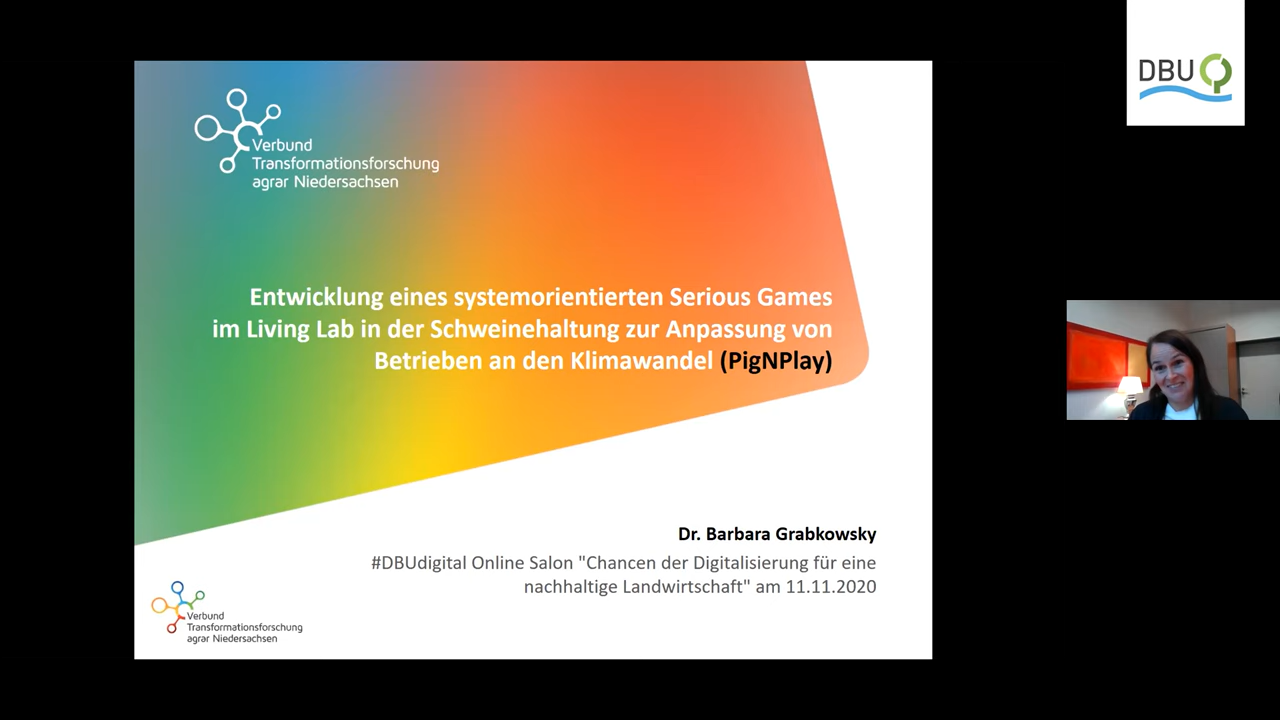 DBU
Verbund
Transformationsforschung
agrar Niedersachsen
Entwicklung eines systemorientierten Serious Games
im Living Lab in der Schweinehaltung zur Anpassung von
Betrieben an den Klimawandel (PigNPlay)
Dr. Barbara Grabkowsky
#DBUdigital Online Salon "Chancen der Digitalisierung für eine
nachhaltige Landwirtschaft" am 11.11.2020
Verbund
Transformationsforschung
agrar Niedersachsen